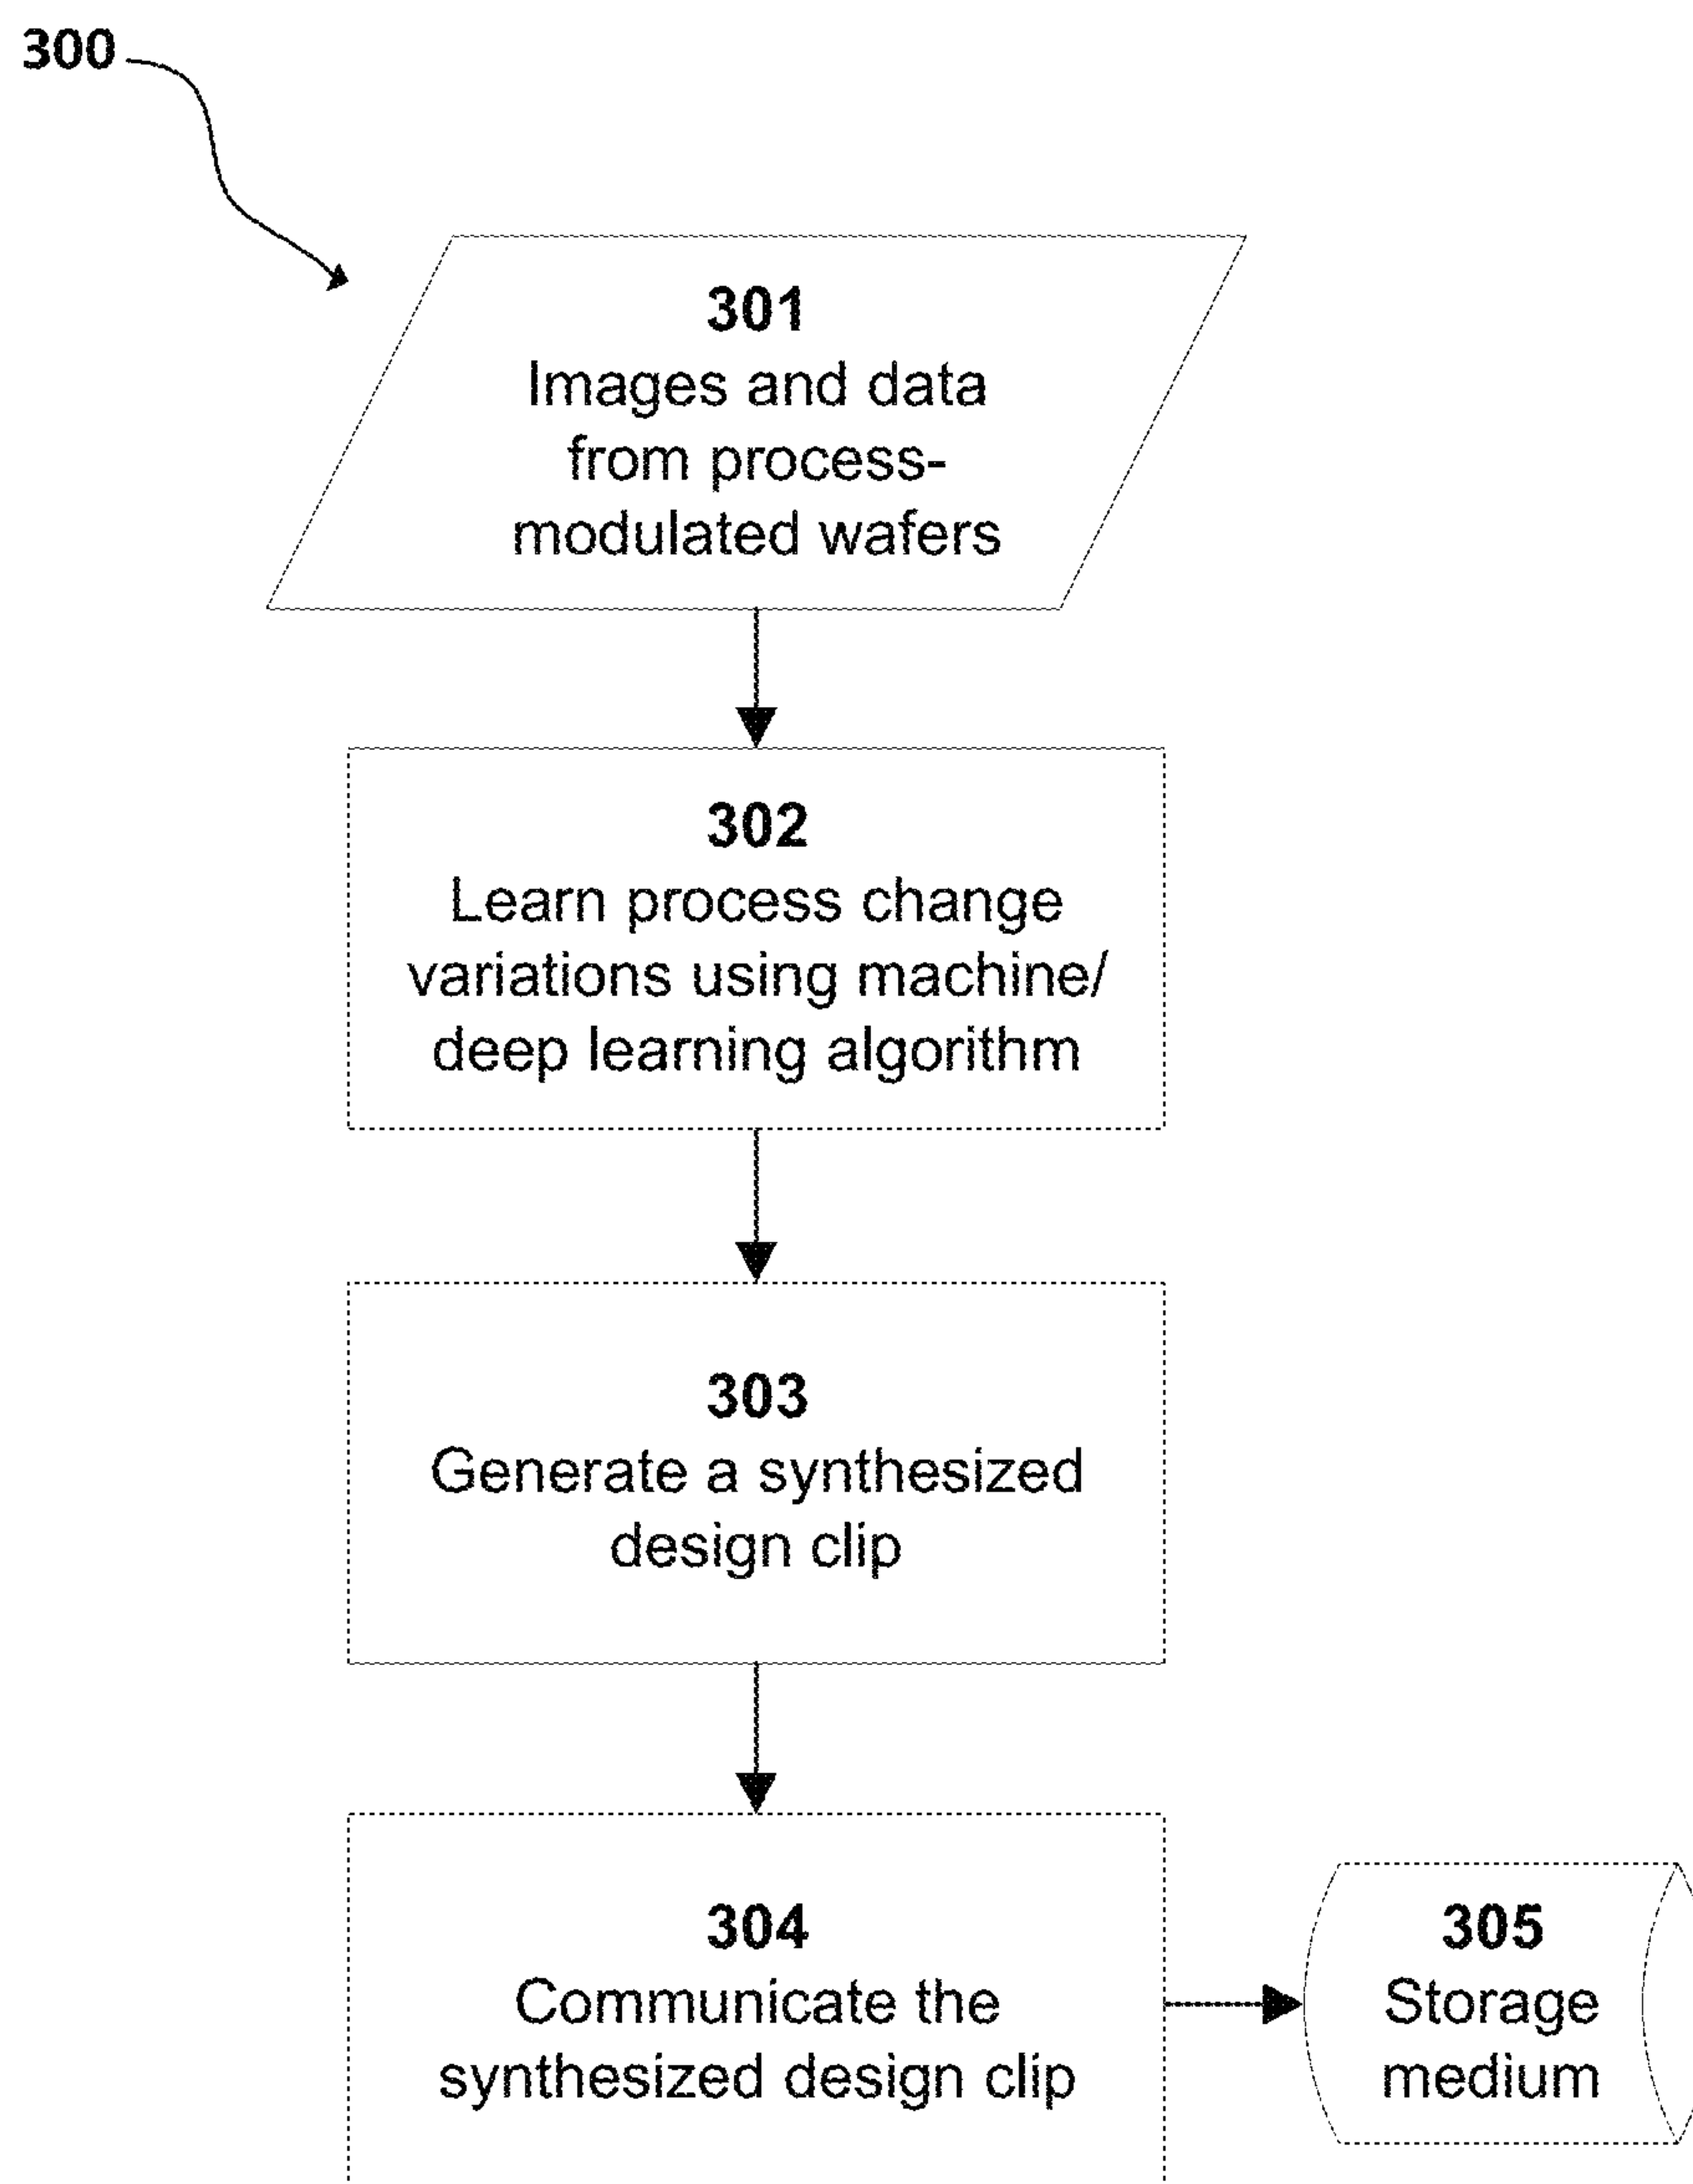 300
301
Images and data
from process-
modulated wafers
302
Learn process change
variations using machine/
deep learning algorithm
303
Generate a synthesized
design clip
304
Communicate the
synthesized design clip
305
Storage
medium